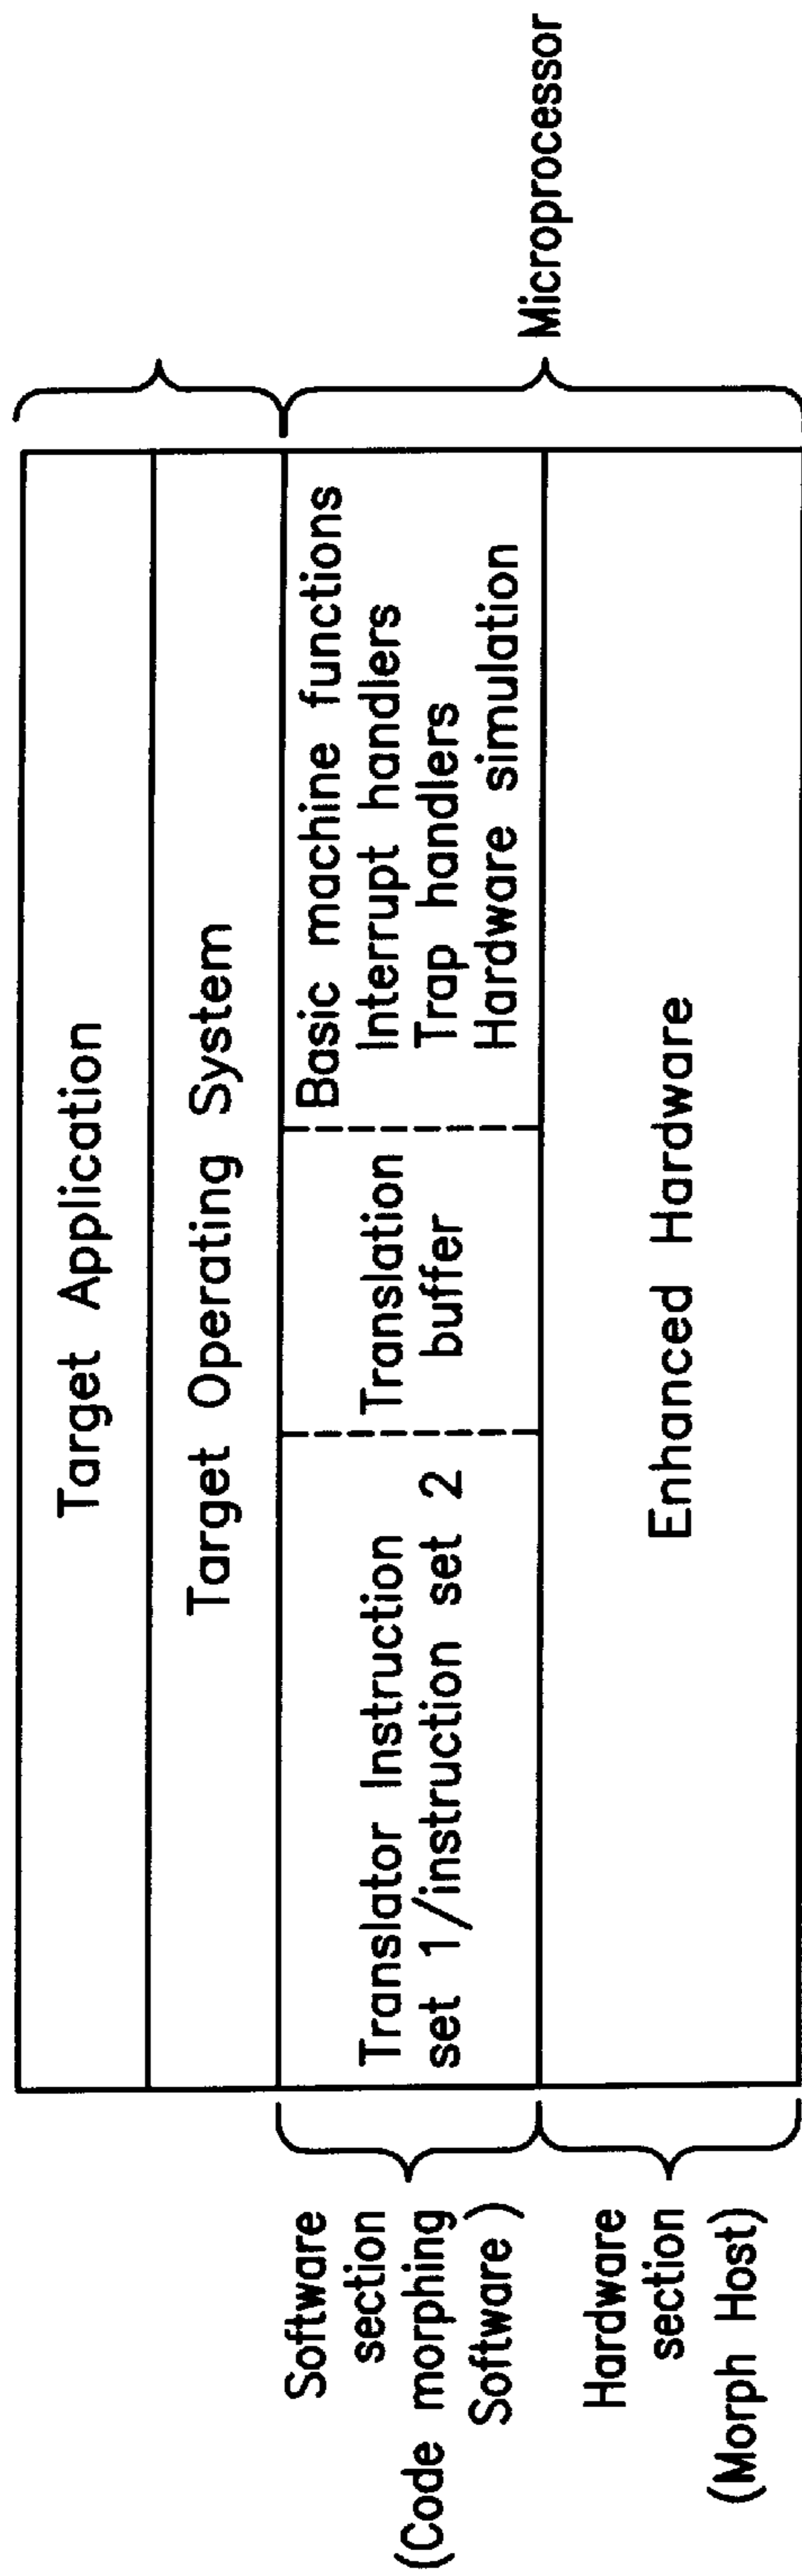 Target Application
Target Operating System
Translator Instruction
set 1/instruction set 2
Translation
buffer
Basic machine functions
Interrupt handlers
Trap handlers
Hardware simulation
Enhanced Hardware
Software
section
(Code morphing
Software )
Hardware
section
(Morph Host)
Microprocessor